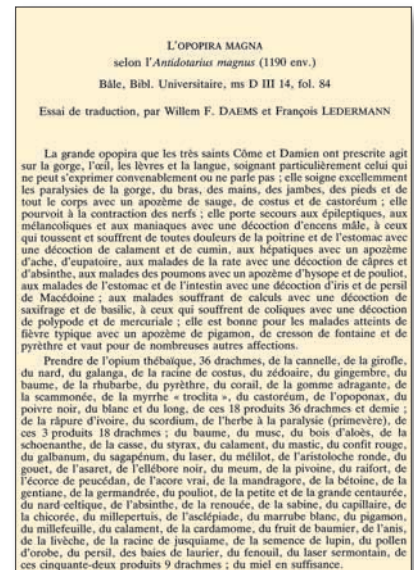 L'OPOPIRA MAGNA
selon l'Antidotarius magnus (1190 env.)
Bâle, Bibl. Universitaire, ms D III 14, fol. 84
Essai de traduction, par Willem F. DAEMS et François LEDERMANN
La grande opopira que les très saints Côme et Damien ont prescrite agit
sur la gorge, l'œil, les lèvres et la langue, soignant particulièrement celui qui
ne peut s'exprimer convenablement ou ne parle pas ; elle soigne excellemment
les paralysies de la gorge, du bras, des mains, des jambes, des pieds et de
tout le corps avec un apozème de sauge, de costus et de castoréum ; elle
pourvoit à la contraction des nerfs ; elle porte secours aux épileptiques, aux
mélancoliques et aux maniaques avec une décoction d'encens mâle, à ceux
qui toussent et souffrent de toutes douleurs de la poitrine et de l'estomac avec
une décoction de calament et de cumin, aux hépatiques avec un apozème
d'ache, d'eupatoire, aux malades de la rate avec une décoction de câpres et
d'absinthe, aux malades des poumons avec un apozème d'hysope et de pouliot,
aux malades de l'estomac et de l'intestin avec une décoction d'iris et de persil
de Macédoine ; aux malades souffrant de calculs avec une décoction de
saxifrage et de basilic, à ceux qui souffrent de coliques avec une décoction
de polypode et de mercuriale ; elle est bonne pour les malades atteints de
fièvre typique avec un apozème de pigamon, de cresson de fontaine et de
pyrèthre et vaut pour de nombreuses autres affections.
Prendre de l'opium thébaïque, 36 drachmes, de la cannelle, de la girofle,
du nard, du galanga, de la racine de costus, du zédoaire, du gingembre, du
baume, de la rhubarbe, du pyrèthre, du corail, de la gomme adragante, de
la scammonée, de la myrrhe « troclita », du castoréum, de l'opoponax, du
poivre noir, du blanc et du long, de ces 18 produits 36 drachmes et demie ;
de la râpure d'ivoire, du scordium, de l'herbe à la paralysie (primevère), de
ces 3 produits 18 drachmes ; du baume, du musc, du bois d'aloès, de la
schoenanthe, de la casse, du styrax, du calament, du mastic, du confit rouge,
du galbanum, du sagapénum, du laser, du mélilot, de l'aristoloche ronde, du
gouet, de l'asaret, de l'ellébore noir, du meum, de la pivoine, du raifort, de
l'écorce de peucédan, de l'acore vrai, de la mandragore, de la bétoine, de la
gentiane, de la germandrée, du pouliot, de la petite et de la grande centaurée,
du nard celtique, de l'absinthe, de la renouée, de la sabine, du capillaire, de
la chicorée, du millepertuis, de l'asclépiade, du marrube blanc, du pigamon,
du millefeuille, du calament, de la cardamome, du fruit de baumier, de l'anis,
de la livèche, de la racine de jusquiame, de la semence de lupin, du pollen
d'orobe, du persil, des baies de laurier, du fenouil, du laser sermontain, de
ces cinquante-deux produits 9 drachmes ; du miel en suffisance.